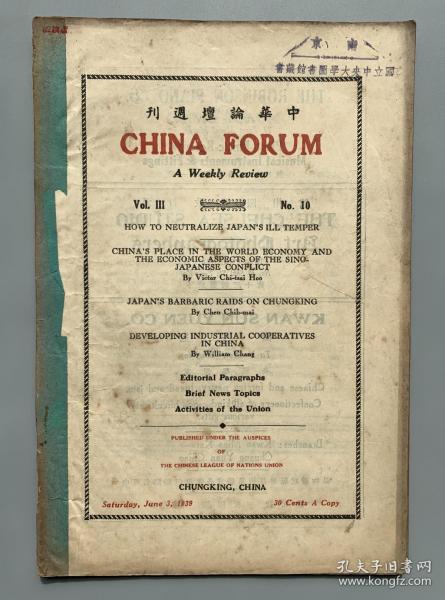 南京
國立中央大學圖書館藏書
中華論壇週刊
CHINA FORUM
A Weekly Review
Vol. III No. 10
HOW TO NEUTRALIZE JAPAN'S ILL TEMPER
CHINA'S PLACE IN THE WORLD ECONOMY AND
THE ECONOMIC ASPECTS OF THE SINO-
JAPANESE CONFLICT
By Victor Chi-tsai Hoo
JAPAN'S BARBARIC RAIDS ON CHUNGKING
By Chen Chih-mai
DEVELOPING INDUSTRIAL COOPERATIVES
IN CHINA
By William Chang
Editorial Paragraphs
Brief News Topics
Activities of the Union
PUBLISHED UNDER THE AUSPICES
OF
THE CHINESE LEAGUE OF NATIONS UNION
CHUNGKING, CHINA
Saturday, June 3, 1939 30 Cents A Copy
孔夫子旧书网
www.kongfz.com